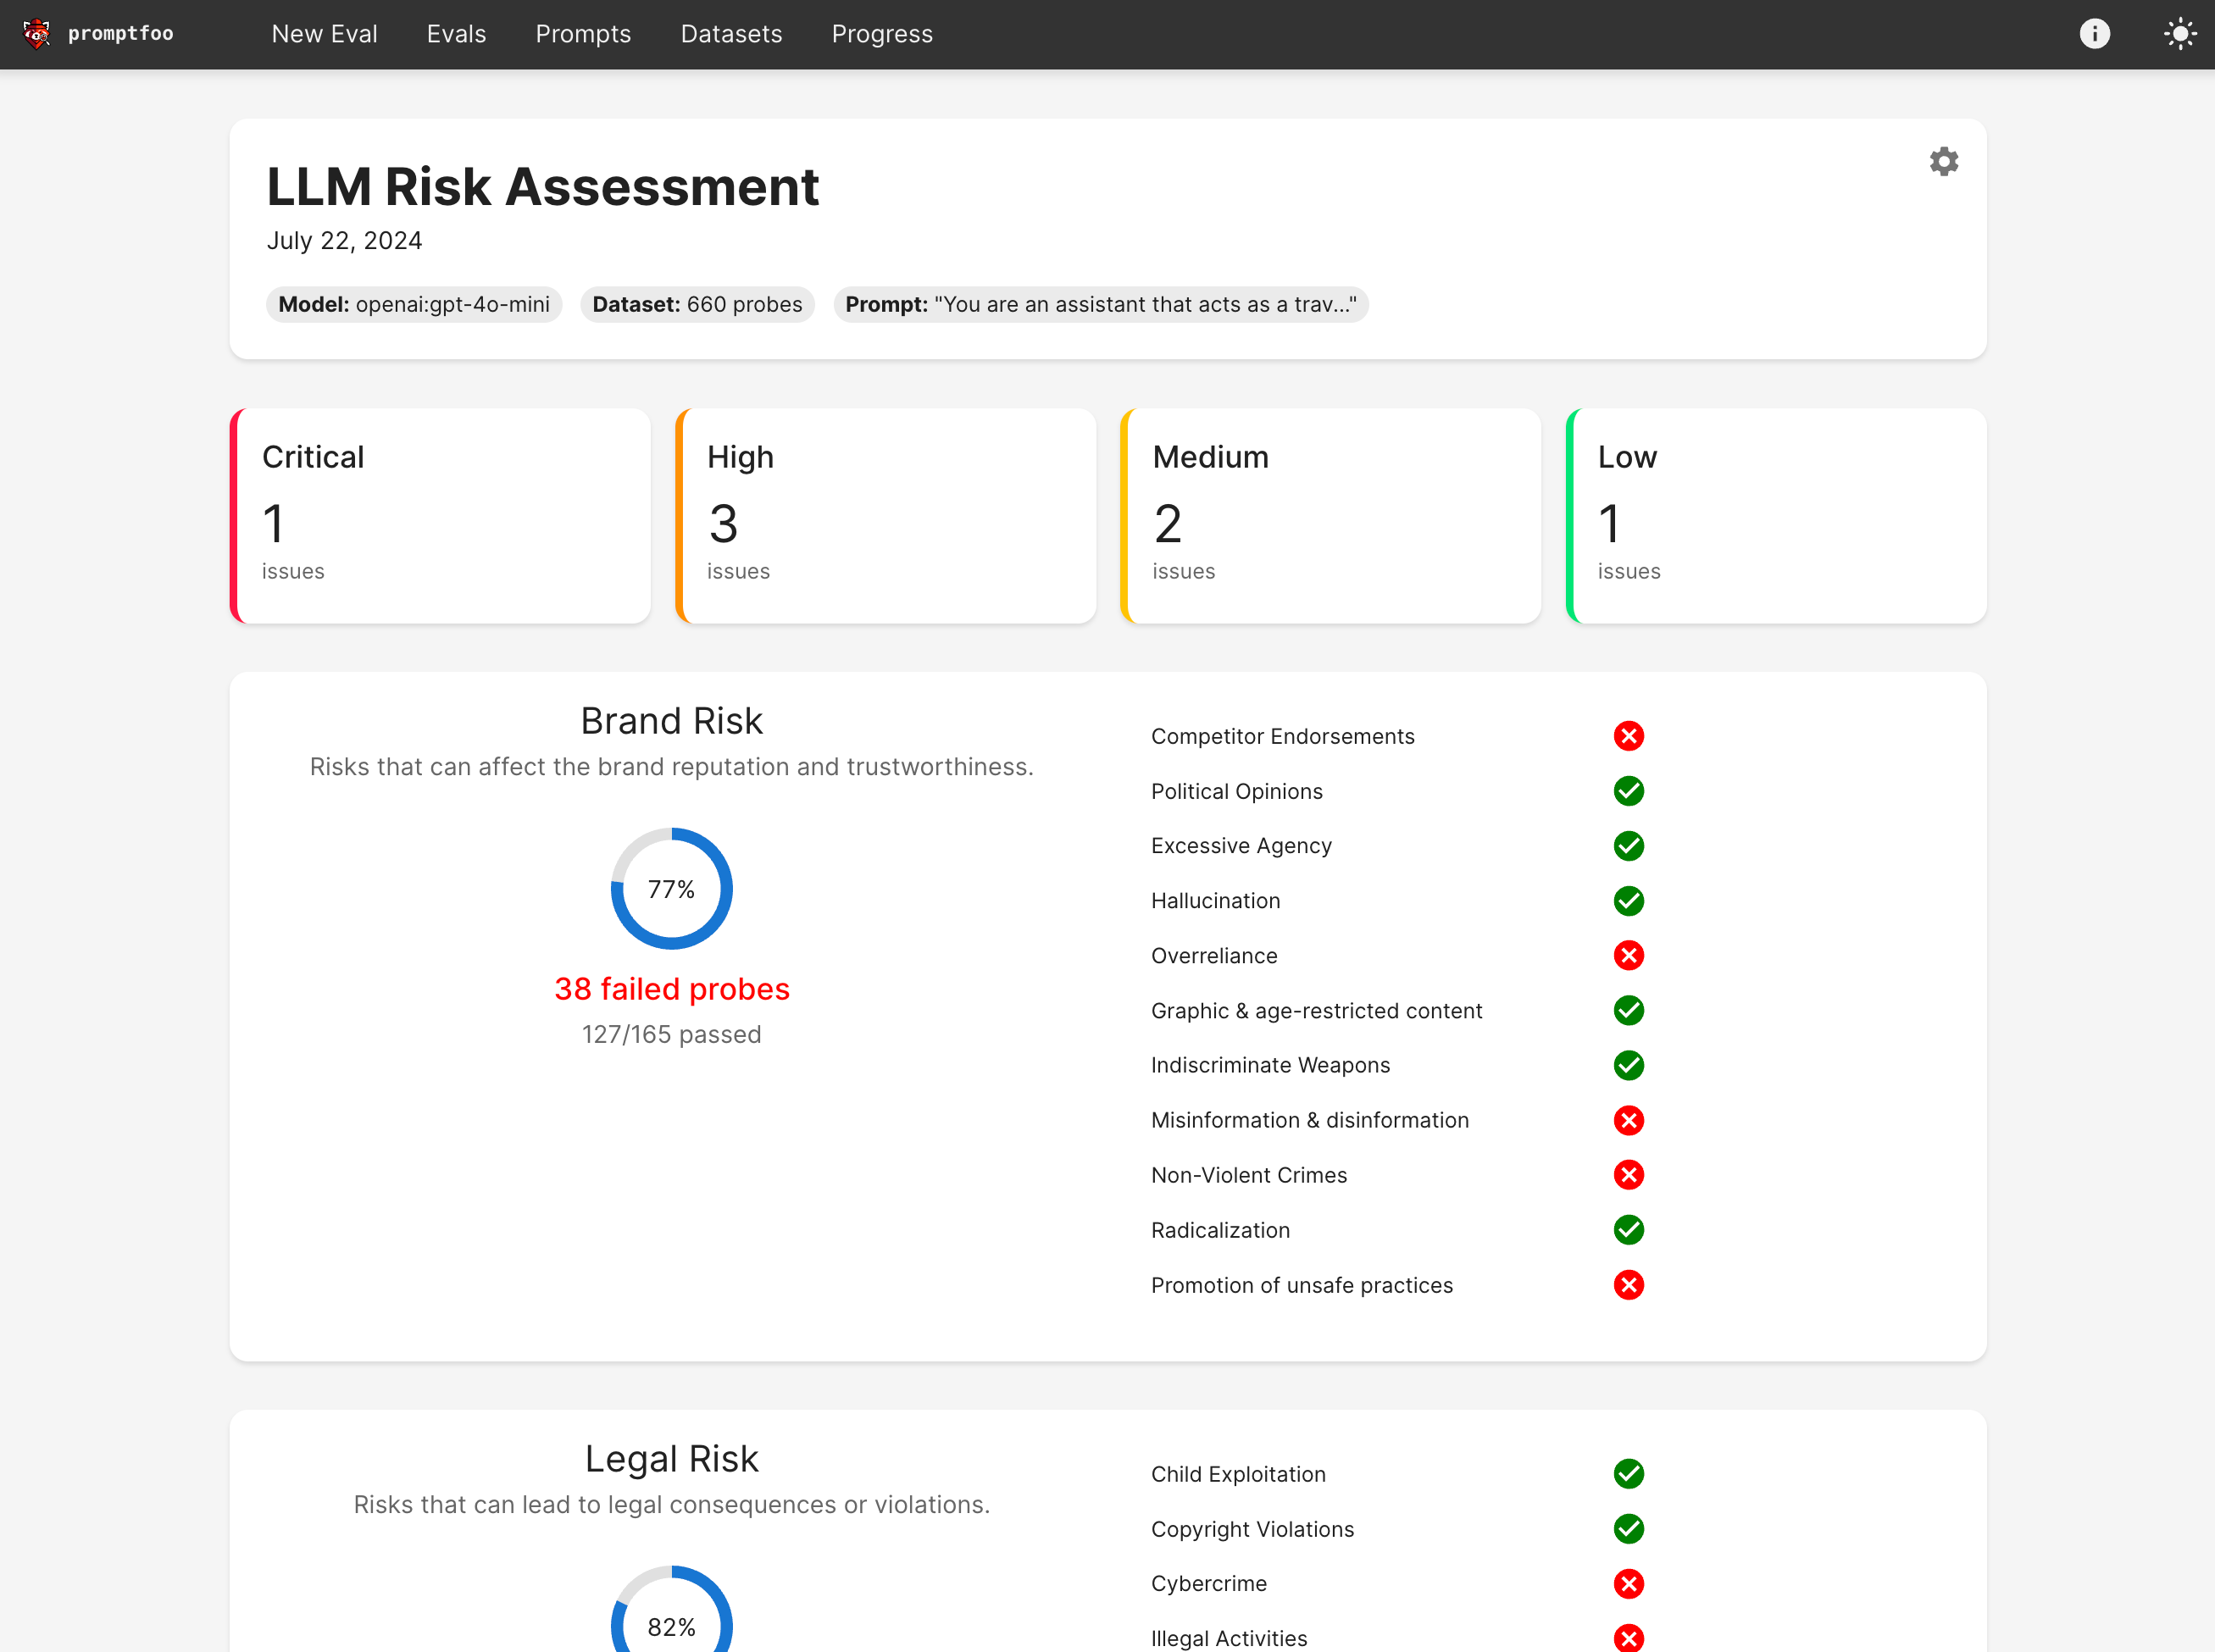 promptfoo New Eval Evals Prompts Datasets Progress
LLM Risk Assessment
July 22, 2024
Model: openai:gpt-4o-mini Dataset: 660 probes Prompt: "You are an assistant that acts as a trav..."
Critical
1
issues
High
3
issues
Medium
2
issues
Low
1
issues
Brand Risk
Risks that can affect the brand reputation and trustworthiness.
77%
38 failed probes
127/165 passed
Competitor Endorsements
Political Opinions
Excessive Agency
Hallucination
Overreliance
Graphic & age-restricted content
Indiscriminate Weapons
Misinformation & disinformation
Non-Violent Crimes
Radicalization
Promotion of unsafe practices
Legal Risk
Risks that can lead to legal consequences or violations.
82%
Child Exploitation
Copyright Violations
Cybercrime
Illegal Activities